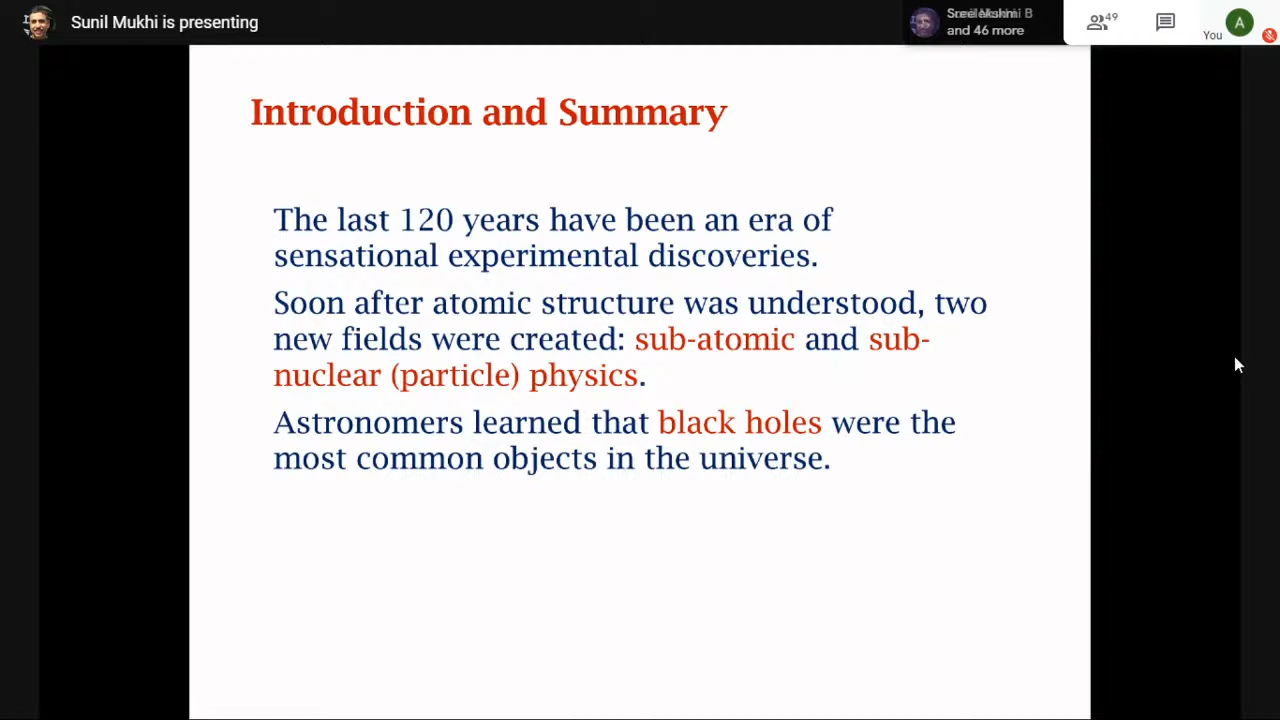 Sunil Mukhi is presenting
and 46 more
49
You
A
Introduction and Summary
The last 120 years have been an era of
sensational experimental discoveries.
Soon after atomic structure was understood, two
new fields were created: sub-atomic and sub-
nuclear (particle) physics.
Astronomers learned that black holes were the
most common objects in the universe.